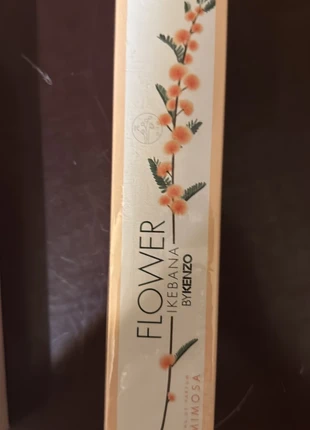 FLOWER
IKEBANA
BY KENZO
MIMOSA